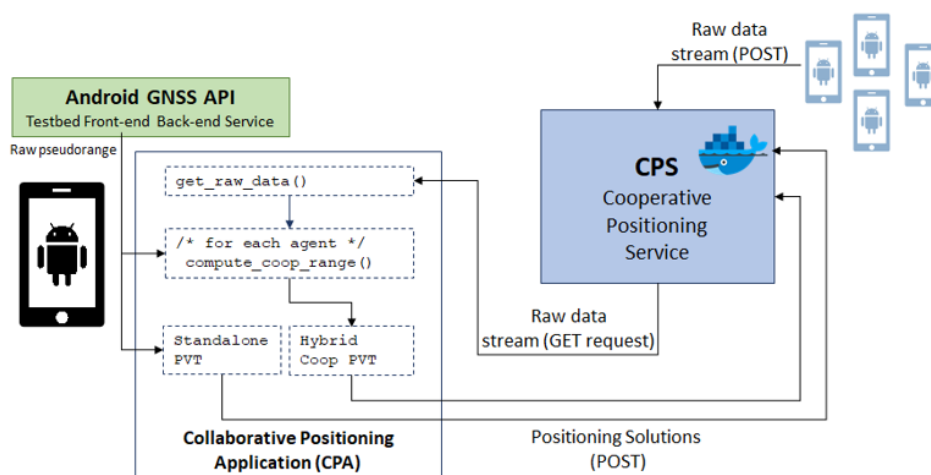 Raw data
stream (POST)
Android GNSS API
Testbed Front-end Back-end Service
Raw pseudorange
get_raw_data()
/* for each agent */
compute_coop_range()
Standalone
PVT
Hybrid
Coop PVT
CPS
Cooperative
Positioning
Service
Raw data
stream (GET request)
Collaborative Positioning
Application (CPA)
Positioning Solutions
(POST)